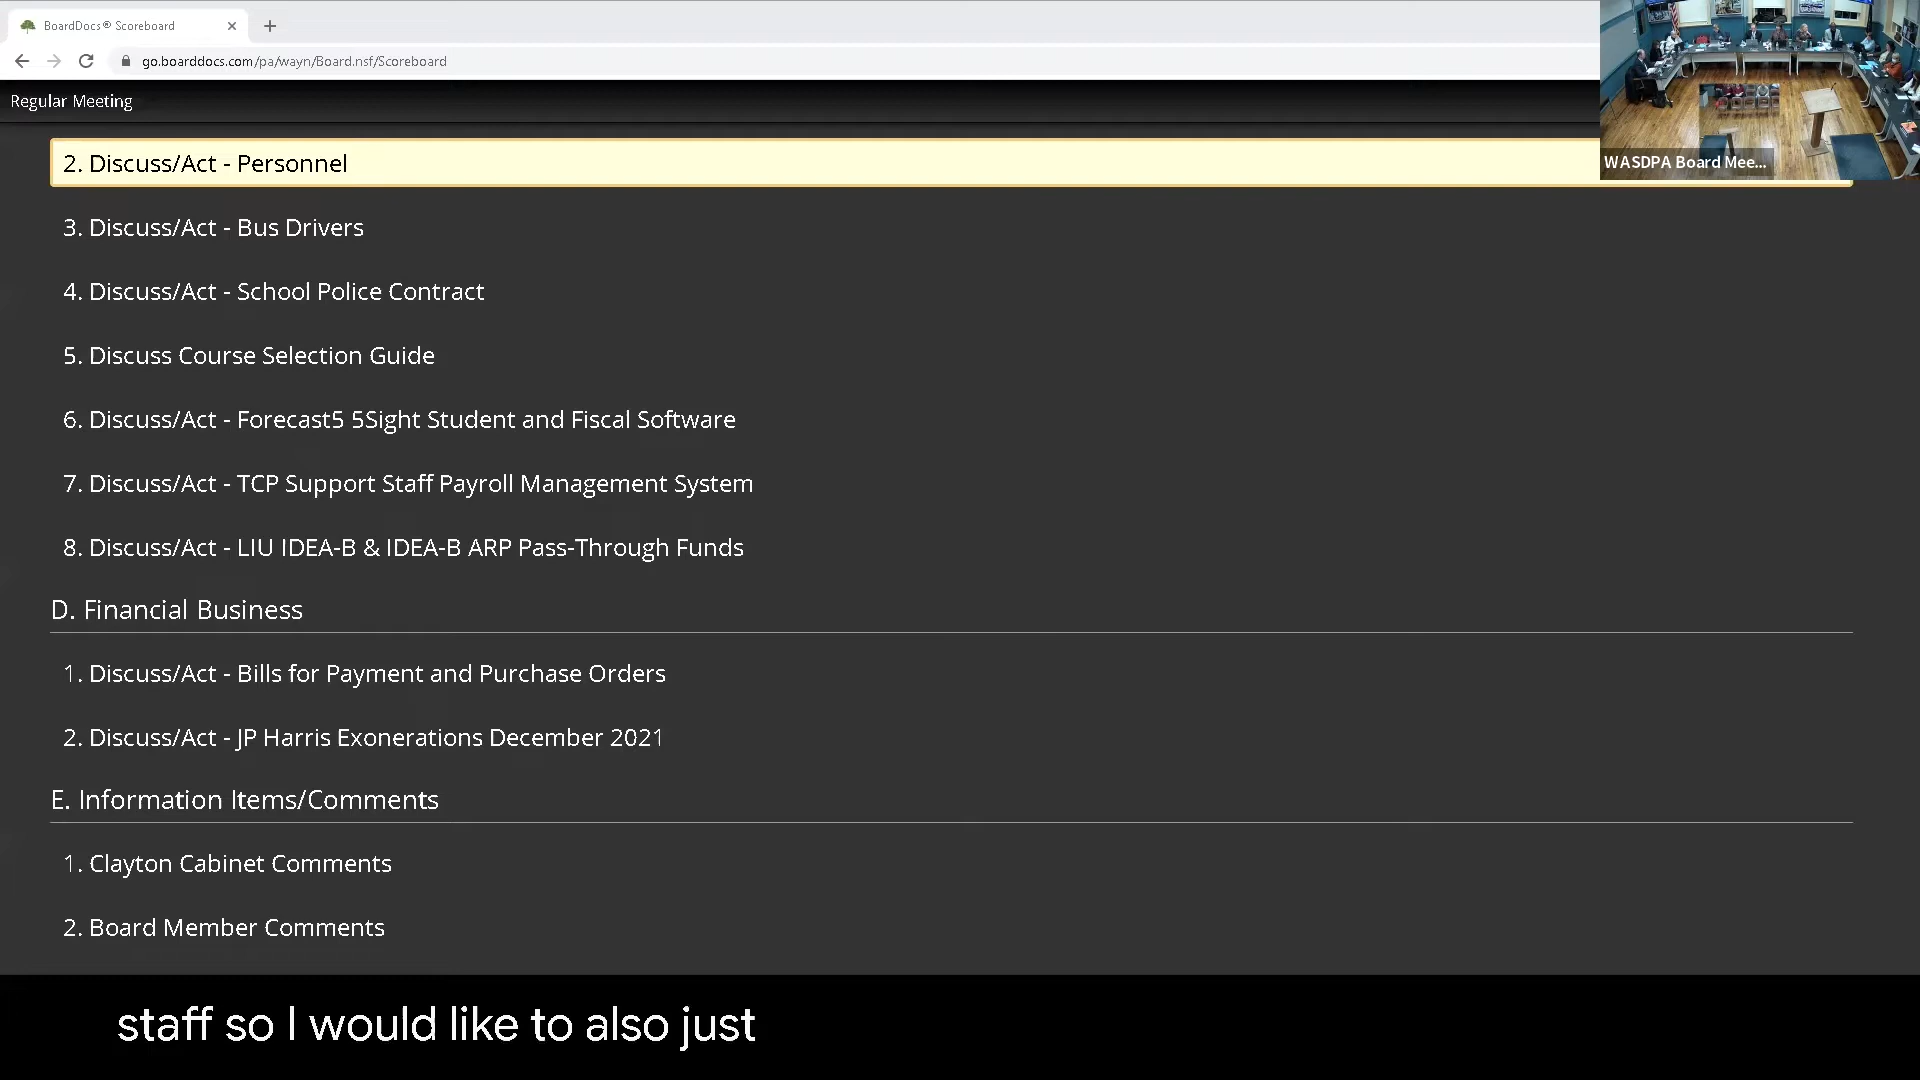 BoardDocs® Scoreboard
go.boarddocs.com/pa/wayn/Board.nsf/Scoreboard
Regular Meeting
WASDPA Board Mee...
2. Discuss/Act - Personnel
3. Discuss/Act - Bus Drivers
4. Discuss/Act - School Police Contract
5. Discuss Course Selection Guide
6. Discuss/Act - Forecast5 5Sight Student and Fiscal Software
7. Discuss/Act - TCP Support Staff Payroll Management System
8. Discuss/Act - LIU IDEA-B & IDEA-B ARP Pass-Through Funds
D. Financial Business
1. Discuss/Act - Bills for Payment and Purchase Orders
2. Discuss/Act - JP Harris Exonerations December 2021
E. Information Items/Comments
1. Clayton Cabinet Comments
2. Board Member Comments
staff so I would like to also just